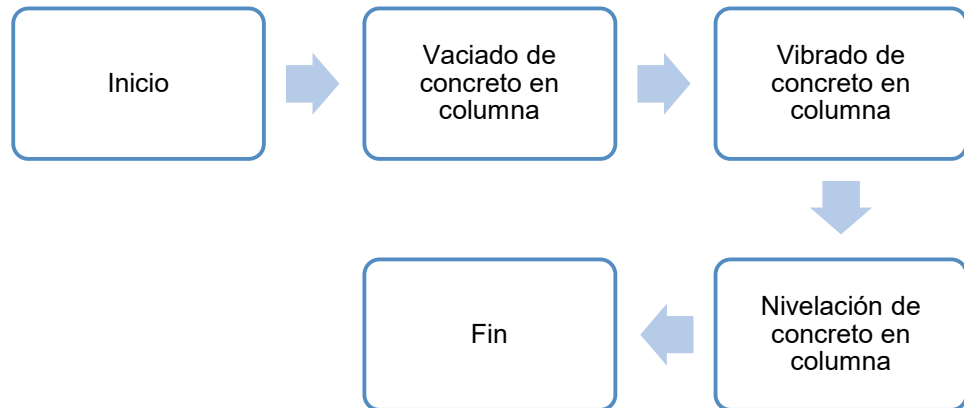 Inicio
Vaciado de
concreto en
columna
Vibrado de
concreto en
columna
Nivelación de
concreto en
columna
Fin